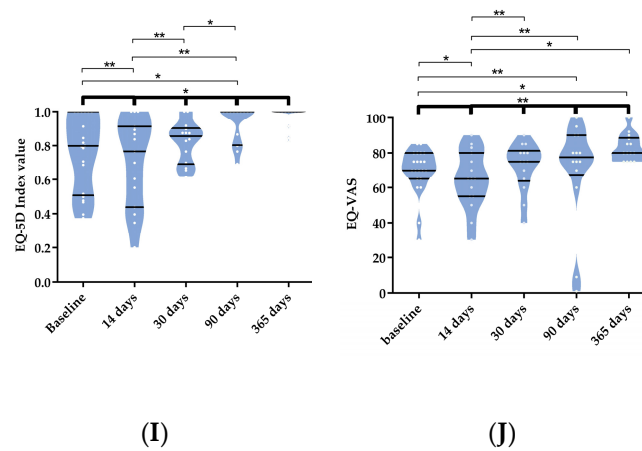 *
** **
** **
** * *
* **
* *
**
EQ-5D Index value
1.0
0.8
0.6
0.4
0.2
0.0
Baseline
14 days
30 days
90 days
365 days
EQ-VAS
100
80
60
40
20
0
baseline
14 days
30 days
90 days
365 days
(I) (J)